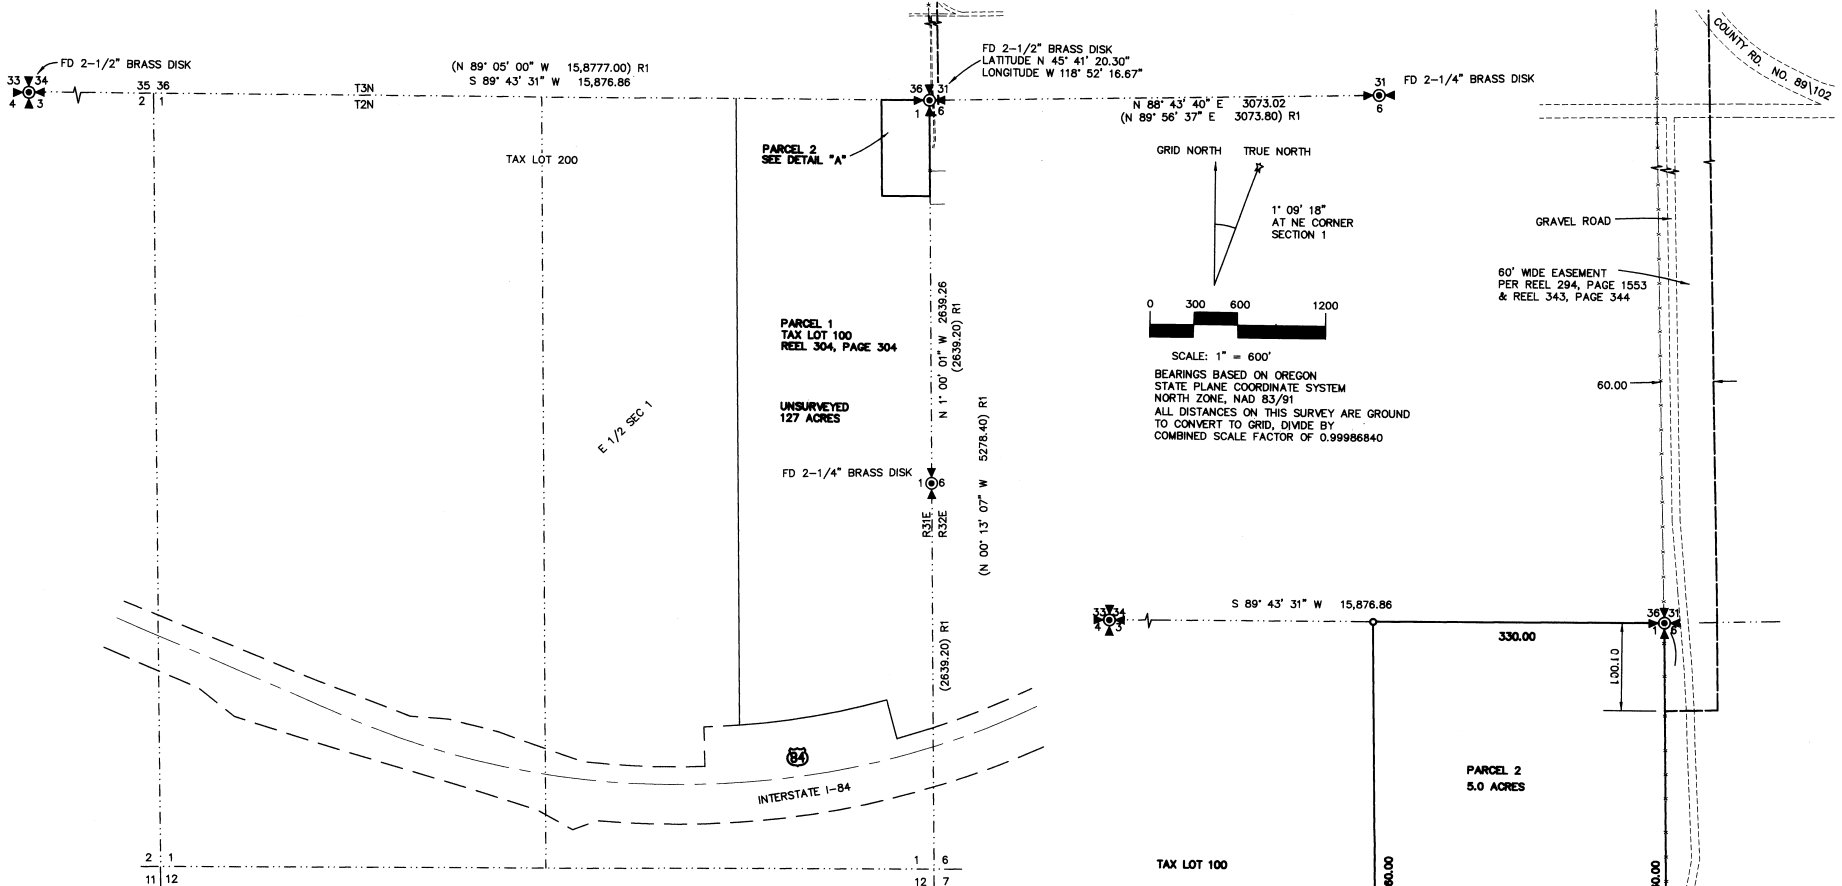 FD 2-1/2" BRASS DISK
33 34
4 3
(N 89° 05' 00" W 15,8777.00) R1
S 89° 43' 31" W 15,876.86
35 36
2 1
T3N
T2N
FD 2-1/2" BRASS DISK
LATITUDE N 45° 41' 20.30"
LONGITUDE W 118° 52' 16.67"
36 31
1 6
31
6
FD 2-1/4" BRASS DISK
N 88° 43' 40" E 3073.02
(N 89° 56' 37" E 3073.80) R1
COUNTY RD. NO. 89\102
TAX LOT 200
PARCEL 2
SEE DETAIL "A"
GRID NORTH
TRUE NORTH
1° 09' 18"
AT NE CORNER
SECTION 1
GRAVEL ROAD
60' WIDE EASEMENT
PER REEL 294, PAGE 1553
& REEL 343, PAGE 344
60.00
0 300 600 1200
SCALE: 1" = 600'
BEARINGS BASED ON OREGON
STATE PLANE COORDINATE SYSTEM
NORTH ZONE, NAD 83/91
ALL DISTANCES ON THIS SURVEY ARE GROUND
TO CONVERT TO GRID, DIVIDE BY
COMBINED SCALE FACTOR OF 0.99986840
PARCEL 1
TAX LOT 100
REEL 304, PAGE 304
UNSURVEYED
127 ACRES
N 1° 00' 01" W 2639.26
(2639.20) R1
E 1/2 SEC 1
FD 2-1/4" BRASS DISK
1 6
R31E
R32E
(N 00° 13' 07" W 5278.40) R1
(2639.20) R1
84
INTERSTATE I-84
2 1
11 12
1 6
12 7
33 34
4 3
S 89° 43' 31" W 15,876.86
36 31
1 6
330.00
PARCEL 2
5.0 ACRES
TAX LOT 100